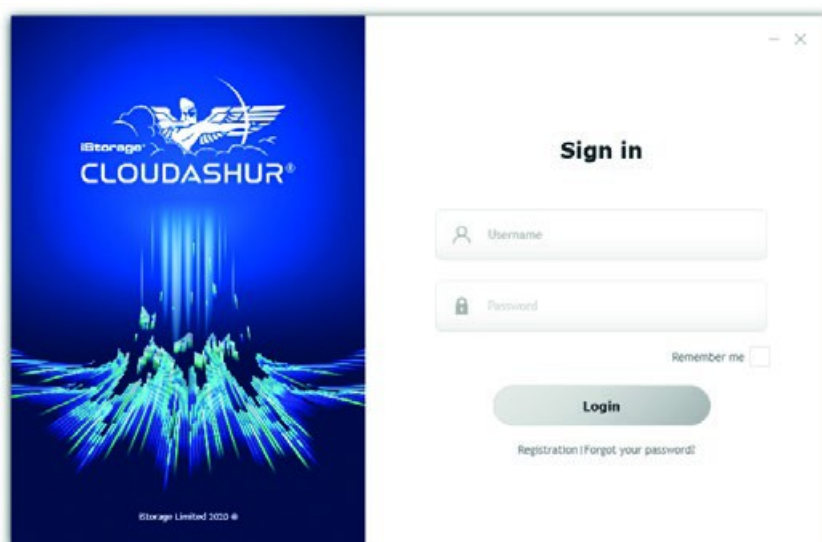 iStorage®
CLOUDASHUR®
iStorage Limited 2020 ©
Sign in
Username
Password
Remember me
Login
Registration | Forgot your password?